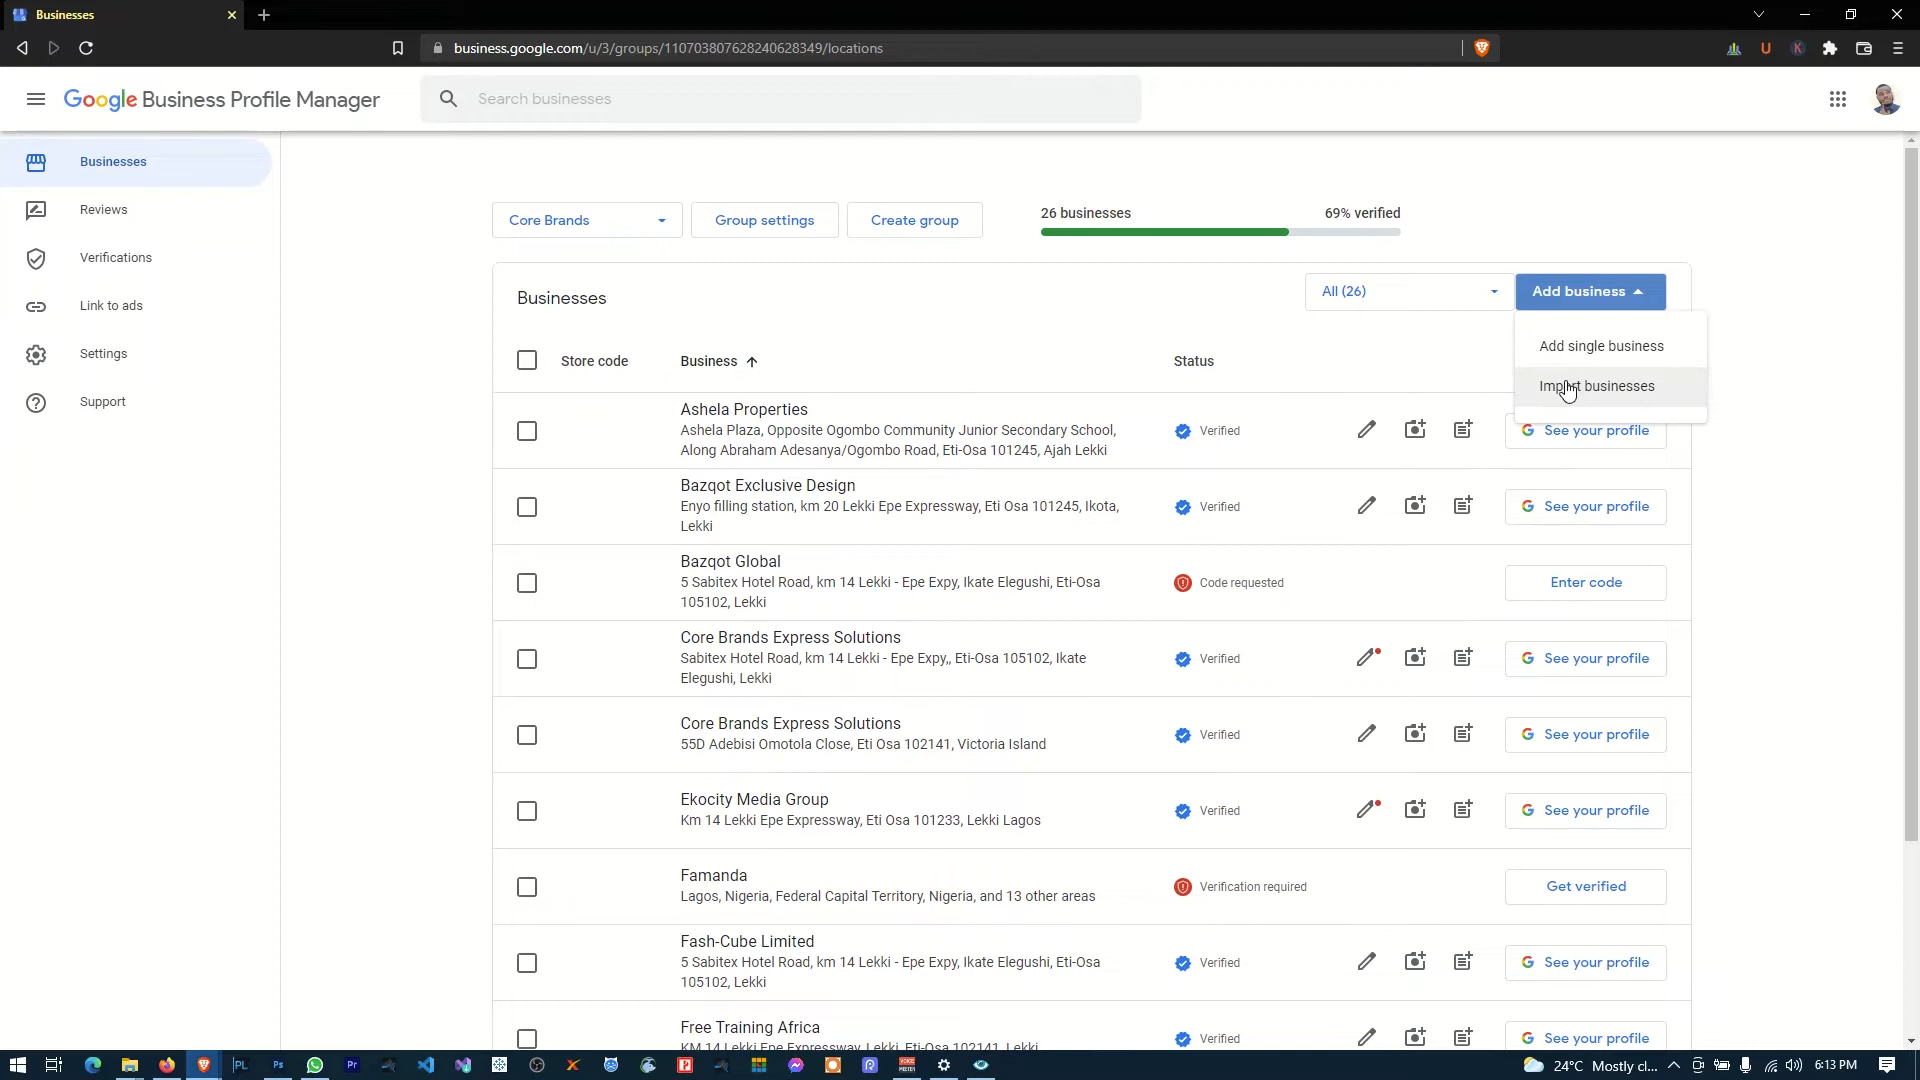 Businesses
business.google.com/u/3/groups/110703807628240628349/locations
Google Business Profile Manager
Search businesses
Businesses
Reviews
Verifications
Link to ads
Settings
Support
Core Brands
Group settings
Create group
26 businesses
69% verified
Businesses
All (26)
Add business
Add single business
Import businesses
Store code
Business
Status
Ashela Properties
Ashela Plaza, Opposite Ogombo Community Junior Secondary School,
Along Abraham Adesanya/Ogombo Road, Eti-Osa 101245, Ajah Lekki
Verified
See your profile
Bazqot Exclusive Design
Enyo filling station, km 20 Lekki Epe Expressway, Eti Osa 101245, Ikota,
Lekki
Verified
See your profile
Bazqot Global
5 Sabitex Hotel Road, km 14 Lekki - Epe Expy, Ikate Elegushi, Eti-Osa
105102, Lekki
Code requested
Enter code
Core Brands Express Solutions
Sabitex Hotel Road, km 14 Lekki - Epe Expy,, Eti-Osa 105102, Ikate
Elegushi, Lekki
Verified
See your profile
Core Brands Express Solutions
55D Adebisi Omotola Close, Eti Osa 102141, Victoria Island
Verified
See your profile
Ekocity Media Group
Km 14 Lekki Epe Expressway, Eti Osa 101233, Lekki Lagos
Verified
See your profile
Famanda
Lagos, Nigeria, Federal Capital Territory, Nigeria, and 13 other areas
Verification required
Get verified
Fash-Cube Limited
5 Sabitex Hotel Road, km 14 Lekki - Epe Expy, Ikate Elegushi, Eti-Osa
105102, Lekki
Verified
See your profile
Free Training Africa
KM 14 Lekki Epe Expressway, Lekki, Eti-Osa 102141, Lekki
Verified
See your profile
24°C Mostly cl...
6:13 PM